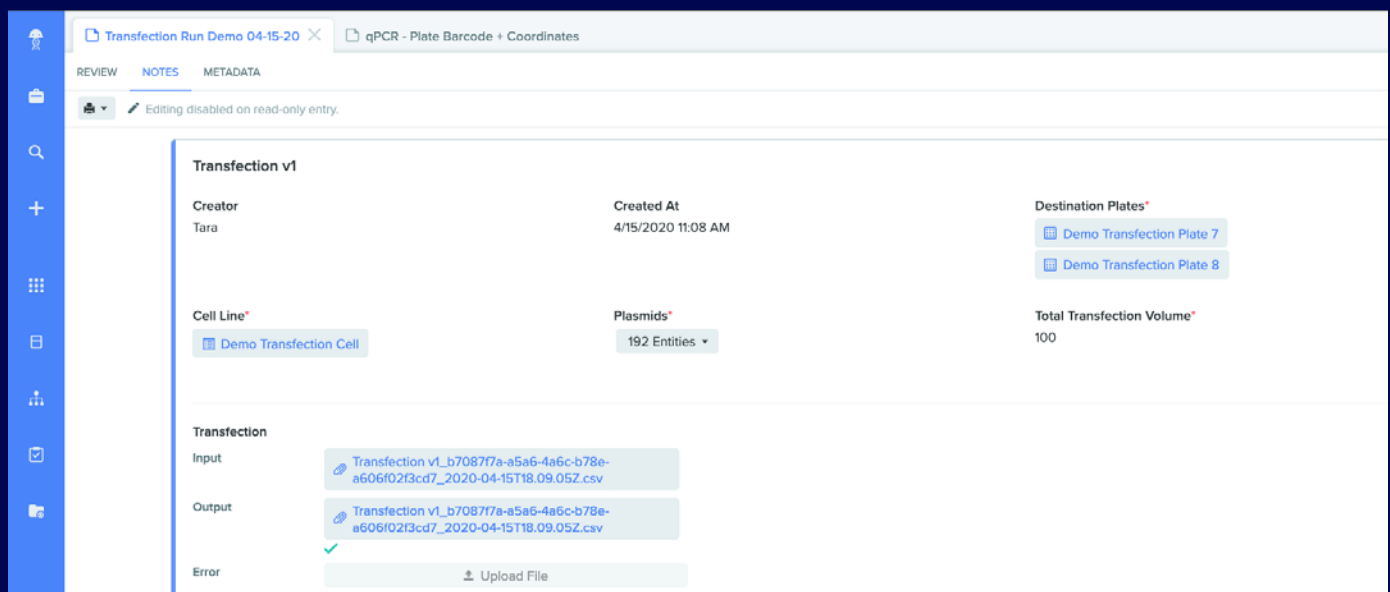 Transfection Run Demo 04-15-20
qPCR - Plate Barcode + Coordinates
REVIEW NOTES METADATA
Editing disabled on read-only entry.
Transfection v1
Creator
Tara
Created At
4/15/2020 11:08 AM
Destination Plates*
Demo Transfection Plate 7
Demo Transfection Plate 8
Cell Line*
Demo Transfection Cell
Plasmids*
192 Entities
Total Transfection Volume*
100
Transfection
Input
Transfection v1_b7087f7a-a5a6-4a6c-b78e-
a606f02f3cd7_2020-04-15T18.09.05Z.csv
Output
Transfection v1_b7087f7a-a5a6-4a6c-b78e-
a606f02f3cd7_2020-04-15T18.09.05Z.csv
Error
Upload File